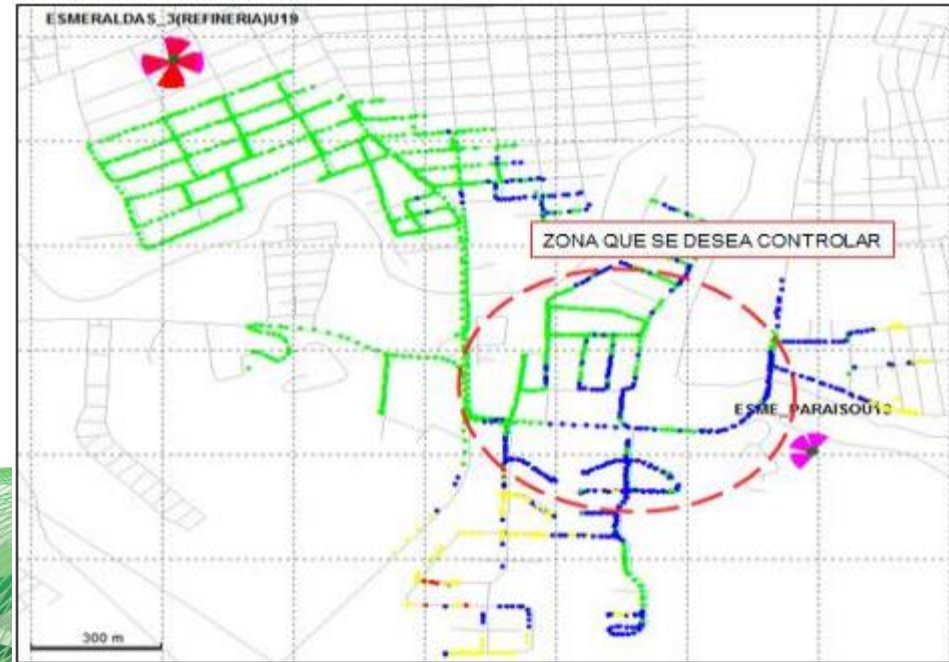 ESMERALDAS_3(REFINERIA)U19
ZONA QUE SE DESEA CONTROLAR
300 m